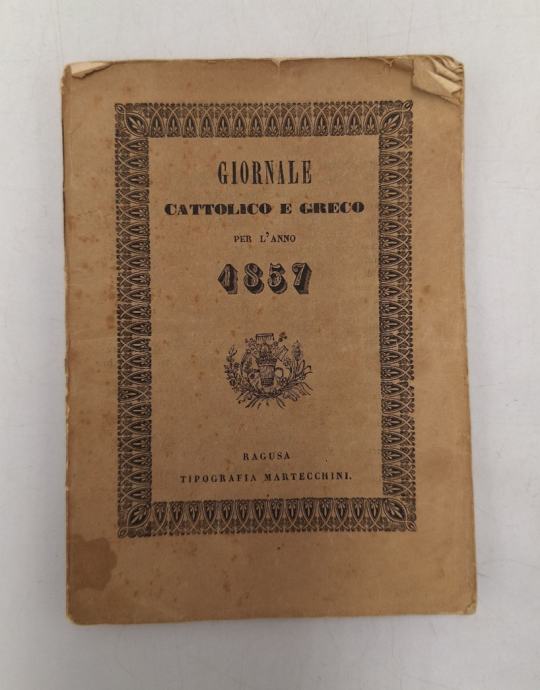 GIORNALE
CATTOLICO E GRECO
PER L'ANNO
1857
RAGUSA
TIPOGRAFIA MARTECCHINI.